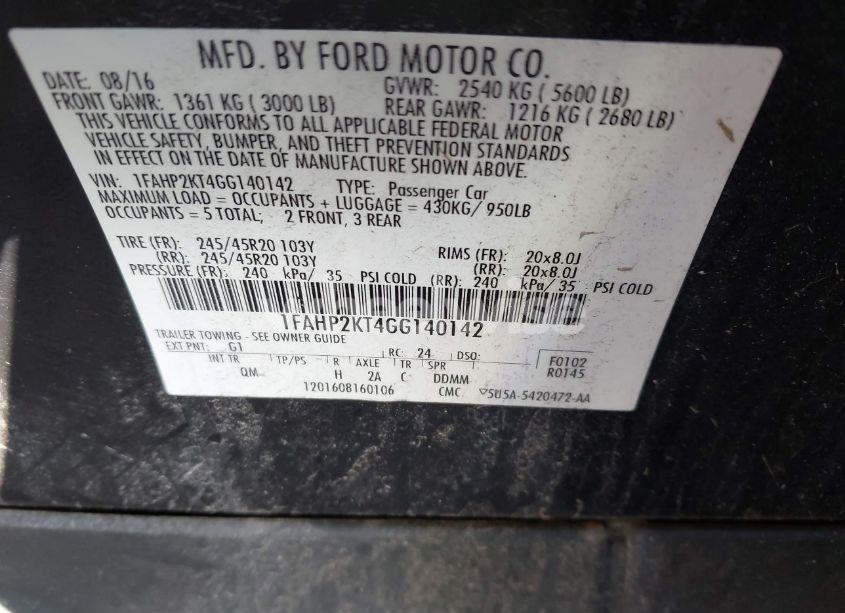 MFD. BY FORD MOTOR CO.
DATE: 08/16 GVWR: 2540 KG ( 5600 LB)
FRONT GAWR: 1361 KG ( 3000 LB) REAR GAWR: 1216 KG ( 2680 LB)
THIS VEHICLE CONFORMS TO ALL APPLICABLE FEDERAL MOTOR
VEHICLE SAFETY, BUMPER, AND THEFT PREVENTION STANDARDS
IN EFFECT ON THE DATE OF MANUFACTURE SHOWN ABOVE.
VIN: 1FAHP2KT4GG140142 TYPE: Passenger Car
MAXIMUM LOAD = OCCUPANTS + LUGGAGE = 430KG/ 950LB
OCCUPANTS = 5 TOTAL; 2 FRONT, 3 REAR
TIRE (FR): 245/45R20 103Y RIMS (FR): 20x8.0J
(RR): 245/45R20 103Y (RR): 20x8.0J
PRESSURE (FR): 240 kPa/ 35 PSI COLD (RR): 240 kPa/ 35 PSI COLD
1FAHP2KT4GG140142
TRAILER TOWING - SEE OWNER GUIDE
EXT PNT: G1 RC: 24 DSO:
INT TR TP/PS R AXLE TR SPR F0102
QM H 2A C DDMM R0145
1201608160106 CMC. ▽5U5A-5420472-AA